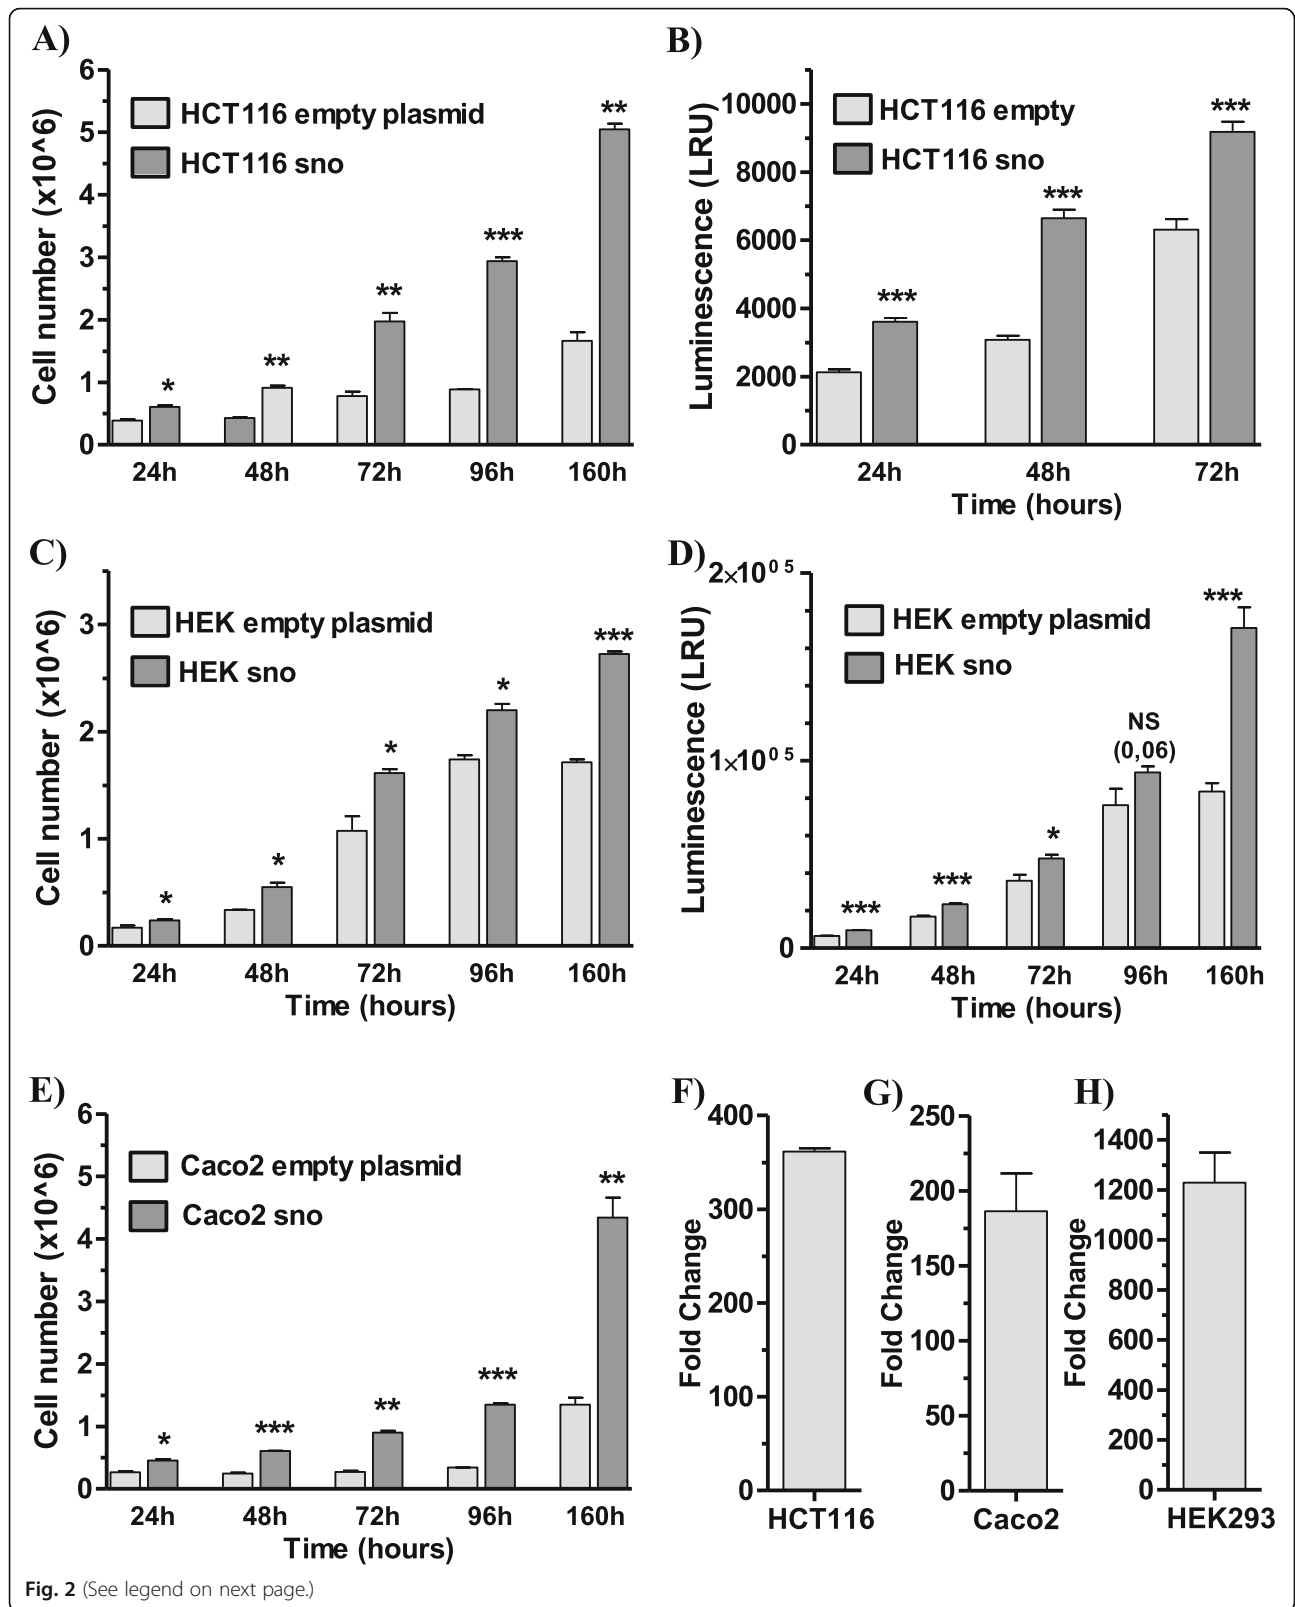 A)
Cell number (x10^6)
6
5
4
3
2
1
0
HCT116 empty plasmid
HCT116 sno
*
**
**
***
**
24h 48h 72h 96h 160h
B)
Luminescence (LRU)
10000
8000
6000
4000
2000
0
HCT116 empty
HCT116 sno
***
***
***
24h 48h 72h
Time (hours)
C)
Cell number (x10^6)
3
2
1
0
HEK empty plasmid
HEK sno
*
*
*
*
***
24h 48h 72h 96h 160h
Time (hours)
D)
Luminescence (LRU)
2×10^05
1×10^05
0
HEK empty plasmid
HEK sno
***
***
*
NS
(0,06)
***
24h 48h 72h 96h 160h
Time (hours)
E)
Cell number (x10^6)
6
5
4
3
2
1
0
Caco2 empty plasmid
Caco2 sno
*
***
**
***
**
24h 48h 72h 96h 160h
Time (hours)
F)
Fold Change
400
300
200
100
0
HCT116
G)
Fold Change
250
200
150
100
50
0
Caco2
H)
Fold Change
1400
1200
1000
800
600
400
200
0
HEK293
Fig. 2 (See legend on next page.)